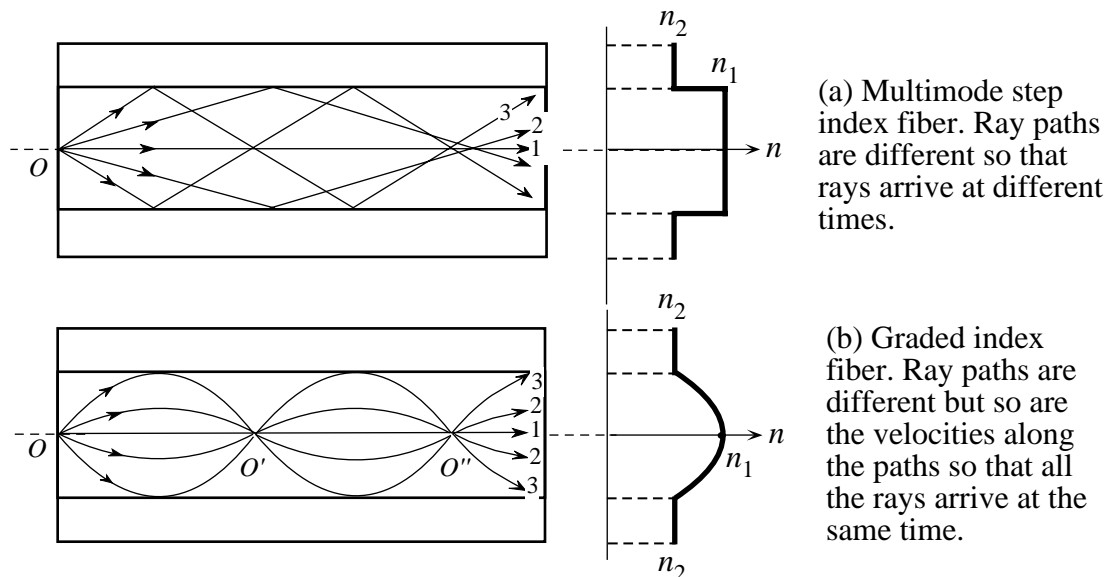 n2
n1
3
2
1
O
n
(a) Multimode step
index fiber. Ray paths
are different so that
rays arrive at different
times.
n2
3
2
1
2
3
O
O'
O''
n
n1
n2
(b) Graded index
fiber. Ray paths are
different but so are
the velocities along
the paths so that all
the rays arrive at the
same time.